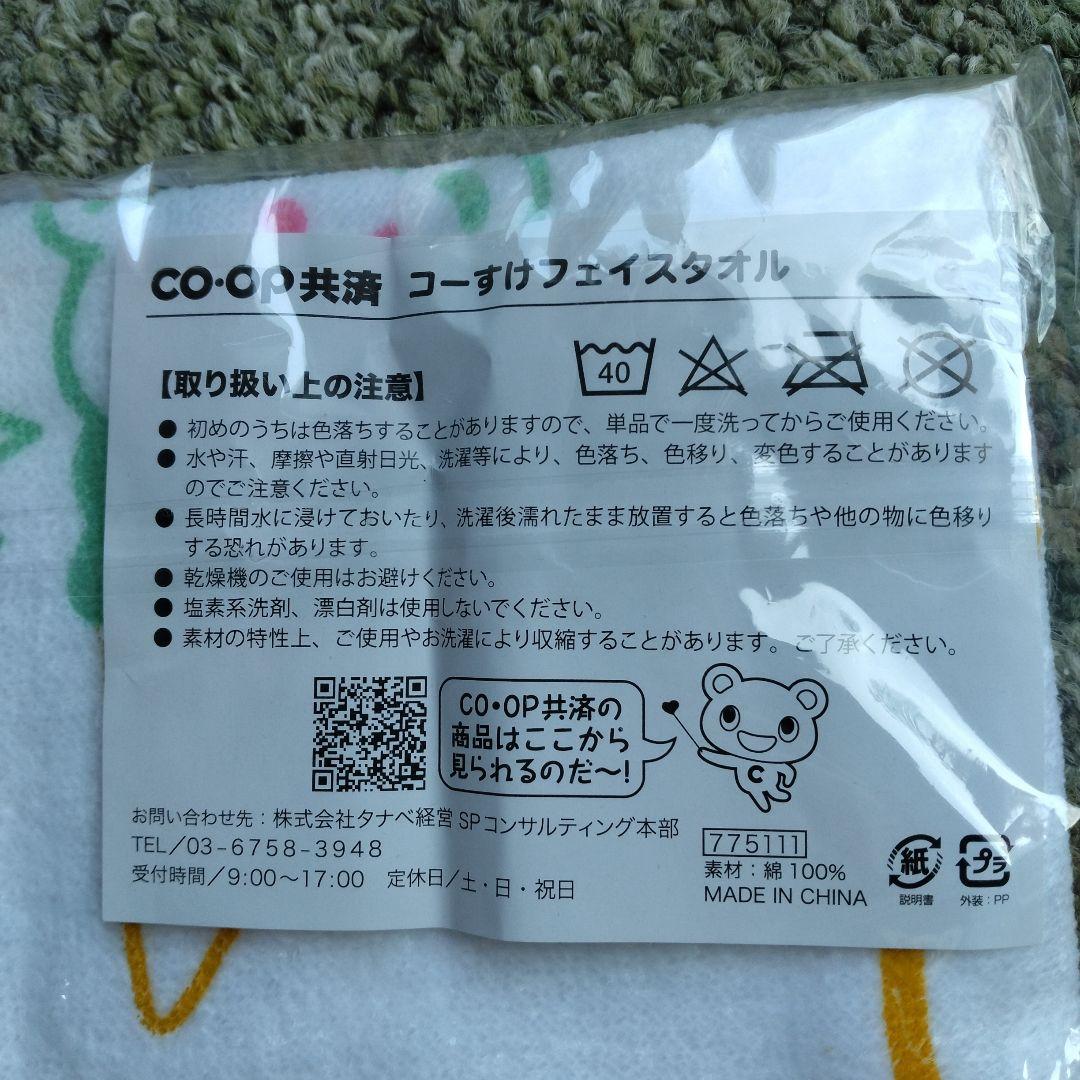 CO・OP共済 コーすけフェイスタオル
40
【取り扱い上の注意】
● 初めのうちは色落ちすることがありますので、単品で一度洗ってからご使用ください。
● 水や汗、摩擦や直射日光、洗濯等により、色落ち、色移り、変色することがあります
のでご注意ください。
● 長時間水に浸けておいたり、洗濯後濡れたまま放置すると色落ちや他の物に色移り
する恐れがあります。
● 乾燥機のご使用はお避けください。
● 塩素系洗剤、漂白剤は使用しないでください。
● 素材の特性上、ご使用やお洗濯により収縮することがあります。ご了承ください。
CO・OP共済の
商品はここから
見られるのだ〜!
C
お問い合わせ先：株式会社タナベ経営 SPコンサルティング本部
TEL／03-6758-3948
受付時間／9:00〜17:00 定休日／土・日・祝日
775111
素材：綿100%
MADE IN CHINA
紙
説明書
プラ
外装：PP